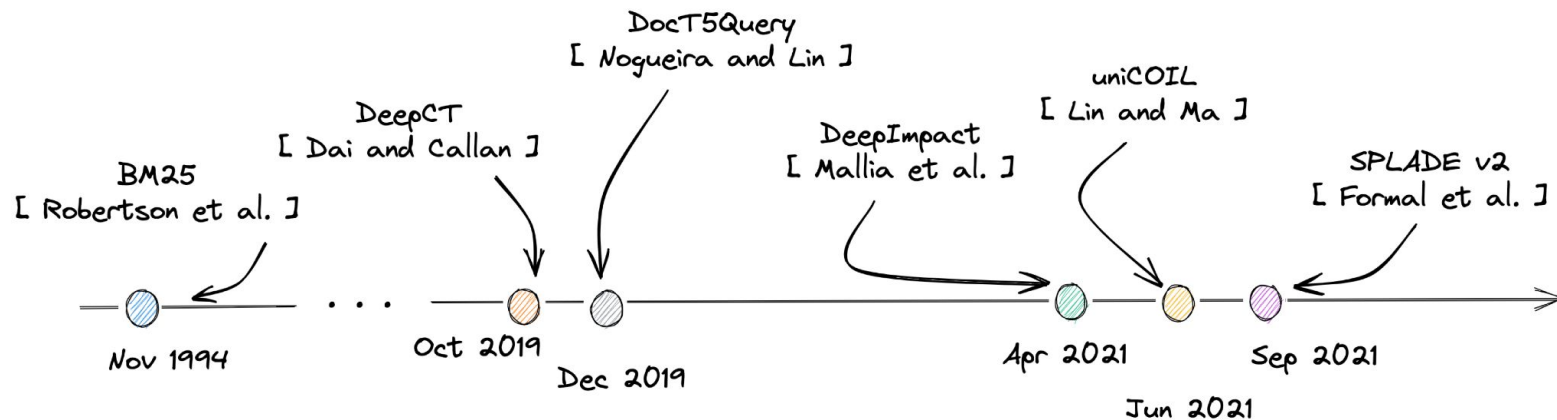 DocT5Query
[ Nogueira and Lin ]
uniCOIL
[ Lin and Ma ]
DeepCT
[ Dai and Callan ]
DeepImpact
[ Mallia et al. ]
BM25
[ Robertson et al. ]
SPLADE v2
[ Formal et al. ]
...
Nov 1994
Oct 2019
Dec 2019
Apr 2021
Jun 2021
Sep 2021